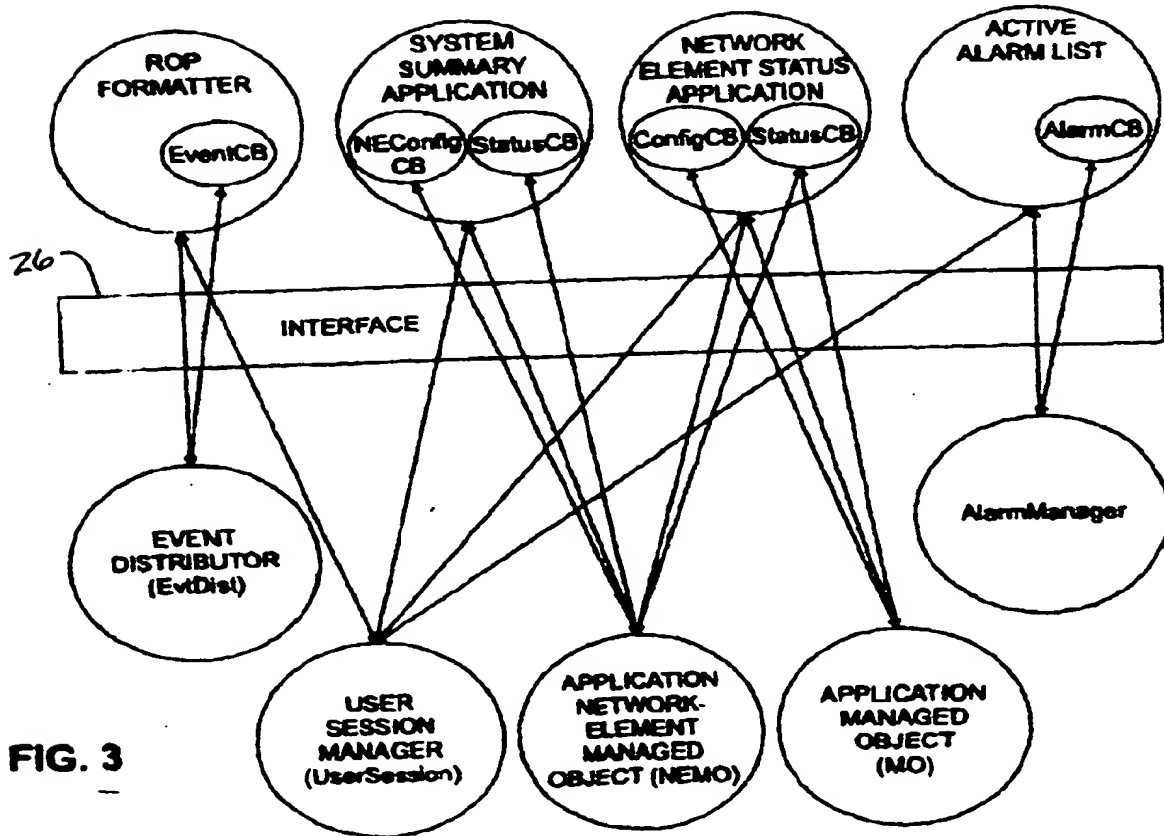 ROP
FORMATTER
EventCB
SYSTEM
SUMMARY
APPLICATION
NEConfig
CB
StatusCB
NETWORK
ELEMENT STATUS
APPLICATION
ConfigCB
StatusCB
ACTIVE
ALARM LIST
AlarmCB
26
INTERFACE
EVENT
DISTRIBUTOR
(EvtDist)
AlarmManager
USER
SESSION
MANAGER
(UserSession)
APPLICATION
NETWORK-
ELEMENT
MANAGED
OBJECT (NEMO)
APPLICATION
MANAGED
OBJECT
(MO)
FIG. 3